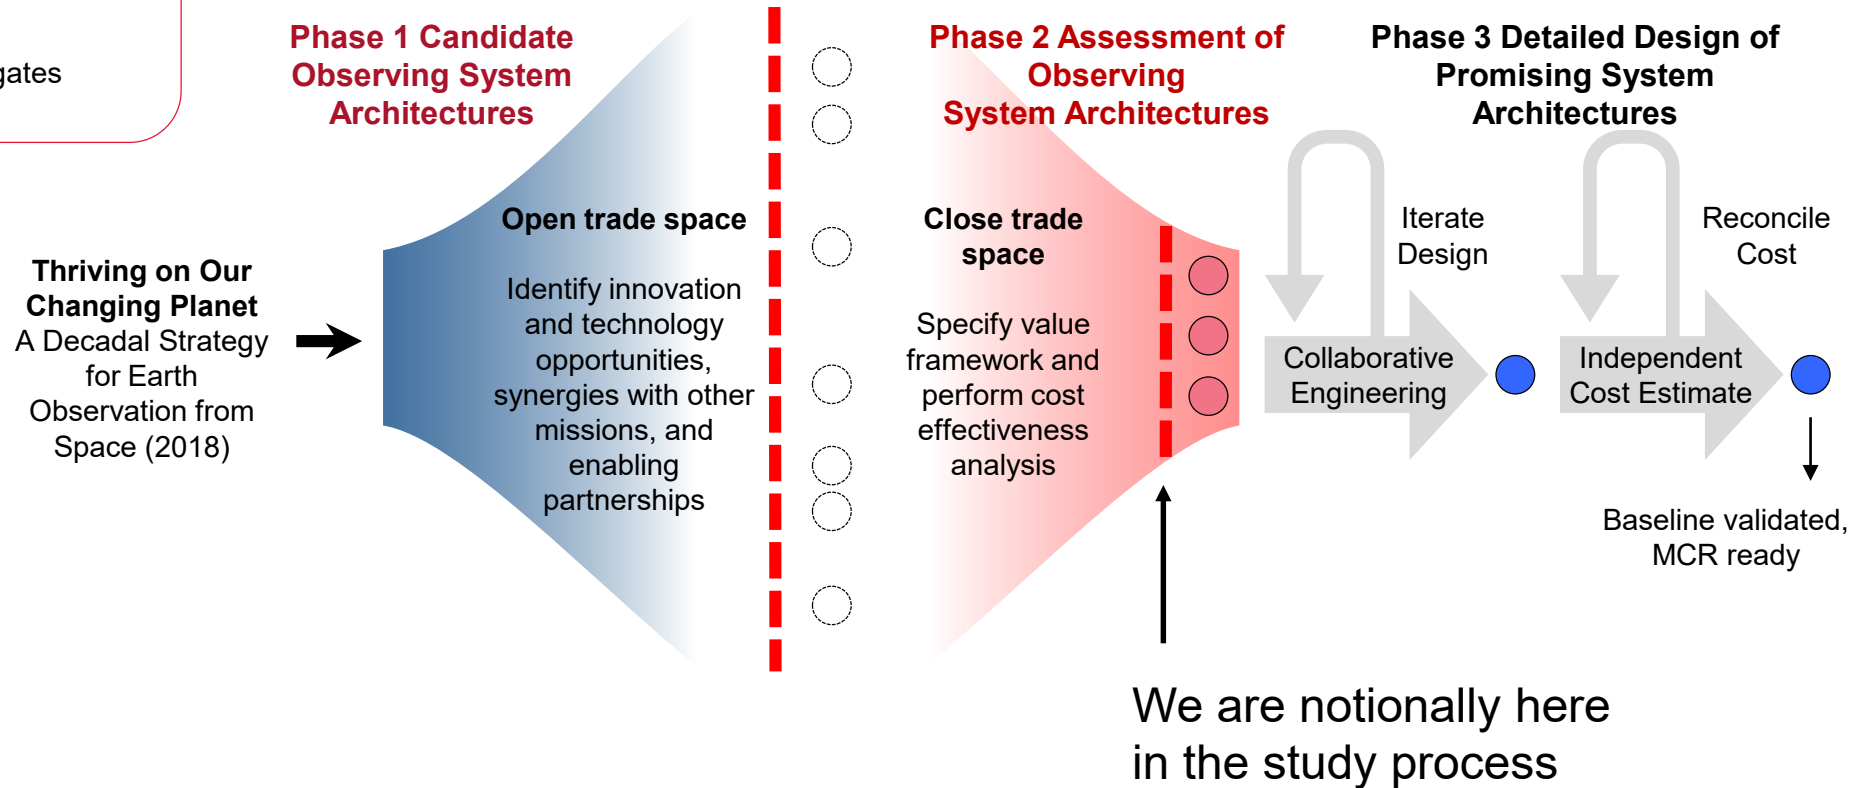 gates
Phase 1 Candidate
Observing System
Architectures
Phase 2 Assessment of
Observing
System Architectures
Phase 3 Detailed Design of
Promising System
Architectures
Thriving on Our
Changing Planet
A Decadal Strategy
for Earth
Observation from
Space (2018)
Open trade space
Identify innovation
and technology
opportunities,
synergies with other
missions, and
enabling
partnerships
Close trade
space
Specify value
framework and
perform cost
effectiveness
analysis
Iterate
Design
Collaborative
Engineering
Reconcile
Cost
Independent
Cost Estimate
Baseline validated,
MCR ready
We are notionally here
in the study process